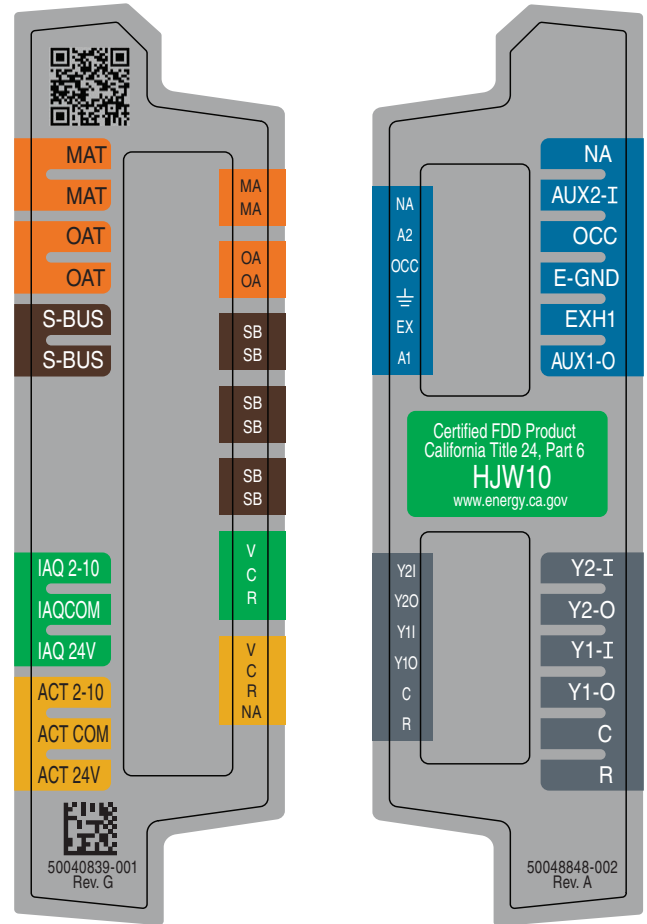 MAT
MAT
OAT
OAT
S-BUS
S-BUS
IAQ 2-10
IAQCOM
IAQ 24V
ACT 2-10
ACT COM
ACT 24V
MA
MA
OA
OA
SB
SB
SB
SB
SB
SB
V
C
R
V
C
R
NA
50040839-001
Rev. G
NA
A2
OCC
EX
A1
NA
AUX2-I
OCC
E-GND
EXH1
AUX1-O
Certified FDD Product
California Title 24, Part 6
HJW10
www.energy.ca.gov
Y2I
Y2O
Y1I
Y1O
C
R
Y2-I
Y2-O
Y1-I
Y1-O
C
R
50048848-002
Rev. A